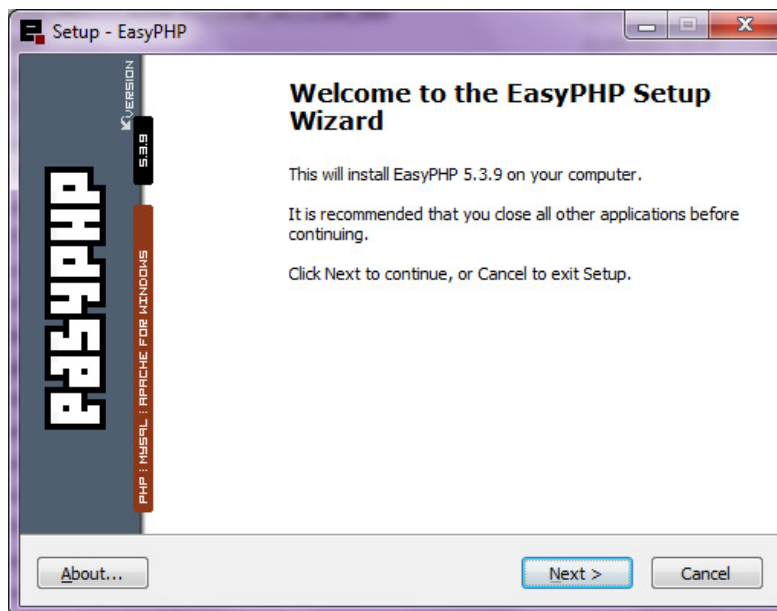 Setup - EasyPHP
VERSION
5.3.9
easyPHP
PHP : MYSQL : APACHE FOR WINDOWS
Welcome to the EasyPHP Setup
Wizard
This will install EasyPHP 5.3.9 on your computer.
It is recommended that you close all other applications before
continuing.
Click Next to continue, or Cancel to exit Setup.
About...
Next >
Cancel